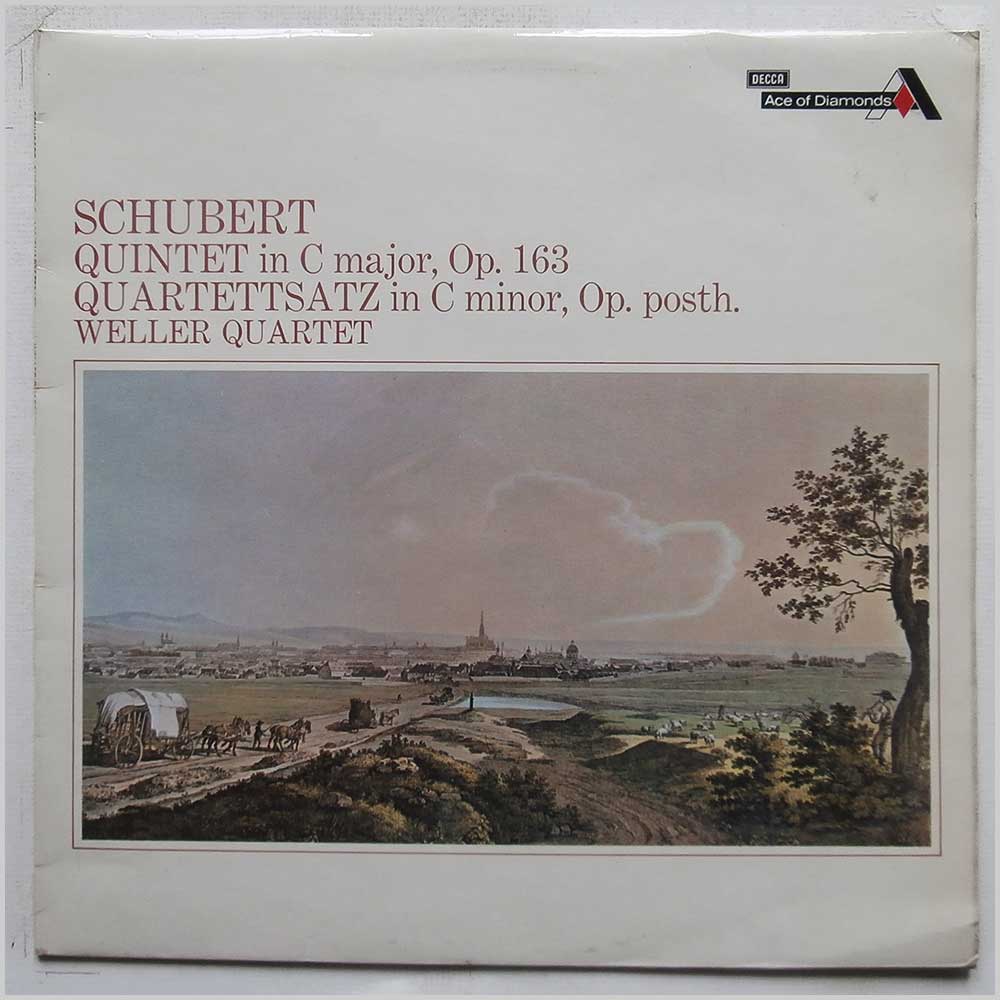 DECCA
Ace of Diamonds
SCHUBERT
QUINTET in C major, Op. 163
QUARTETTSATZ in C minor, Op. posth.
WELLER QUARTET